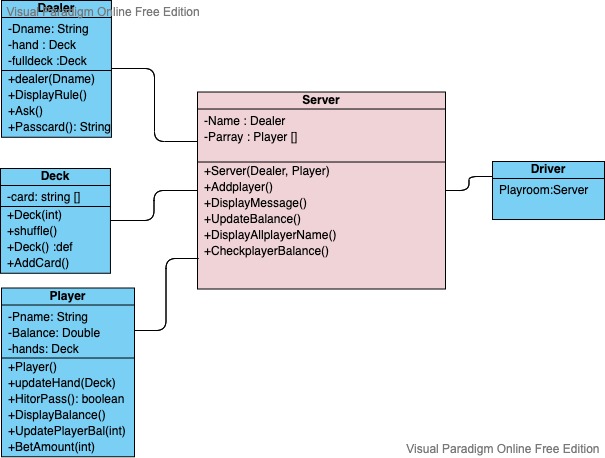 Dealer
Visual Paradigm Online Free Edition
-Dname: String
-hand : Deck
-fulldeck :Deck
+dealer(Dname)
+DisplayRule()
+Ask()
+Passcard(): String
Server
-Name : Dealer
-Parray : Player []
+Server(Dealer, Player)
+Addplayer()
+DisplayMessage()
+UpdateBalance()
+DisplayAllplayerName()
+CheckplayerBalance()
Driver
Playroom:Server
Deck
-card: string []
+Deck(int)
+shuffle()
+Deck() :def
+AddCard()
Player
-Pname: String
-Balance: Double
-hands: Deck
+Player()
+updateHand(Deck)
+HitorPass(): boolean
+DisplayBalance()
+UpdatePlayerBal(int)
+BetAmount(int)
Visual Paradigm Online Free Edition